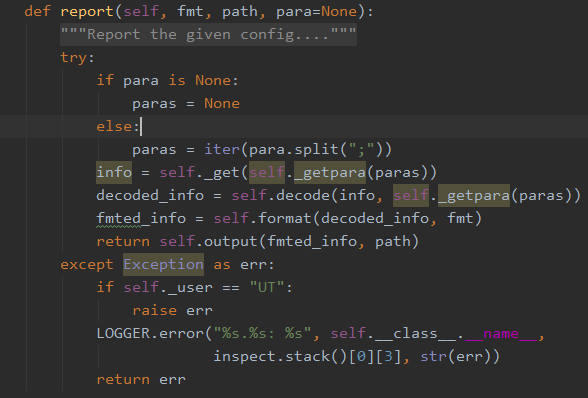 def report(self, fmt, path, para=None):
    """Report the given config...."""
    try:
        if para is None:
            paras = None
        else:
            paras = iter(para.split(";"))
        info = self._get(self._getpara(paras))
        decoded_info = self.decode(info, self._getpara(paras))
        fmted_info = self.format(decoded_info, fmt)
        return self.output(fmted_info, path)
    except Exception as err:
        if self._user == "UT":
            raise err
        LOGGER.error("%s.%s: %s", self.__class__.__name__,
                     inspect.stack()[0][3], str(err))
        return err